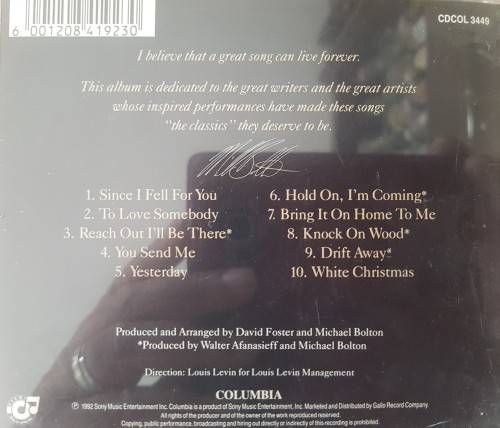 CDCOL 3449
6 001208 419230
I believe that a great song can live forever.
This album is dedicated to the great writers and the great artists
whose inspired performances have made these songs
"the classics" they deserve to be.
1. Since I Fell For You
2. To Love Somebody
3. Reach Out I'll Be There*
4. You Send Me
5. Yesterday
6. Hold On, I'm Coming*
7. Bring It On Home To Me
8. Knock On Wood*
9. Drift Away*
10. White Christmas
Produced and Arranged by David Foster and Michael Bolton
*Produced by Walter Afanasieff and Michael Bolton
Direction: Louis Levin for Louis Levin Management
COLUMBIA
℗ 1992 Sony Music Entertainment Inc. Columbia is a product of Sony Music Entertainment, Inc. Marketed and Distributed by Gallo Record Company.
All rights of the producer and of the owner of the work reproduced reserved.
Copying, public performance, broadcasting and hiring out directly or indirectly of this recording is prohibited.